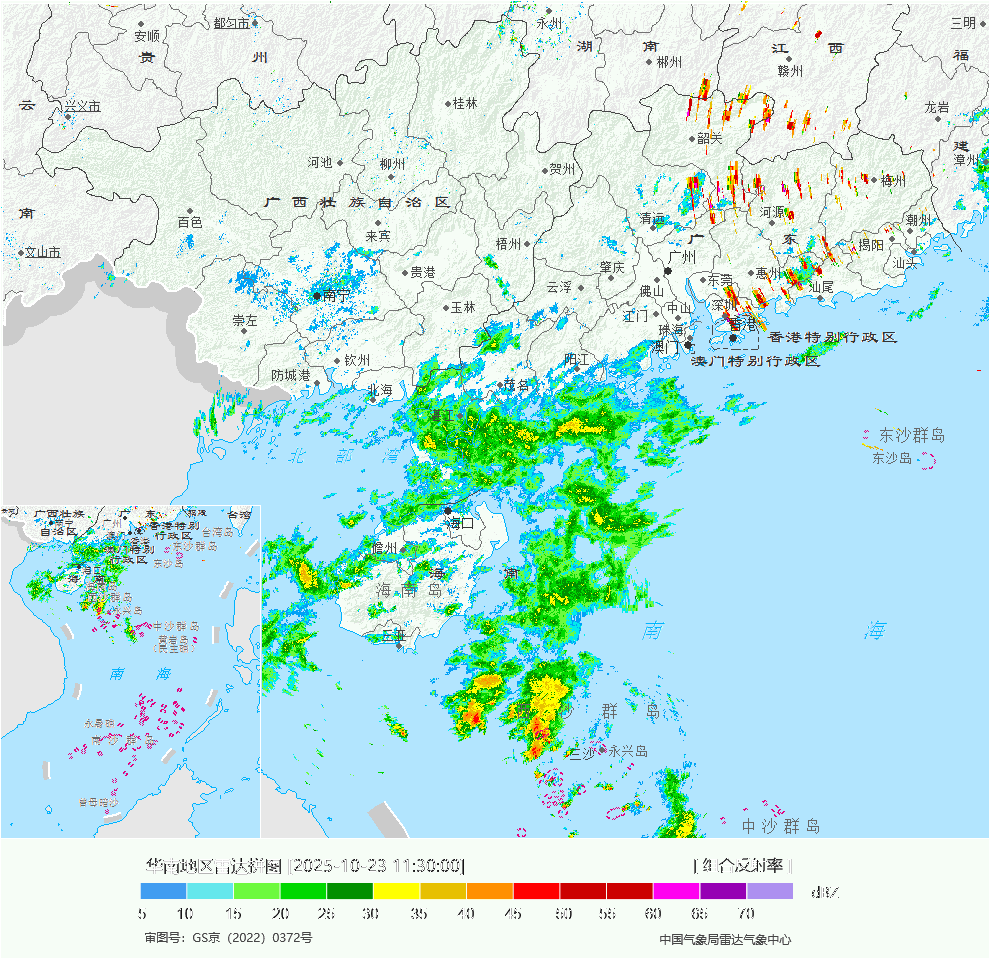 永州
三明
都匀市
安顺
湖
南
江
西
贵
州
郴州
赣州
福
云
兴义市
桂林
龙岩
韶关
建
河池
柳州
贺州
漳州
梅州
广西壮族自治区
南
百色
清远
河源
潮州
来宾
梧州
广
东
揭阳
文山市
广州
汕头
贵港
肇庆
惠州
东莞
云浮
佛山
汕尾
南宁
玉林
江门
中山
深圳
崇左
珠海
香港
香港特别行政区
澳门
澳门特别行政区
钦州
阳江
防城港
北海
茂名
湛江
东沙群岛
北部湾
东沙岛
海口
儋州
海
南
海南岛
三亚
南
海
沙群岛
三沙
永兴岛
中沙群岛
广西壮族
自治区
广州
香港特别
行政区
澳门特别
行政区
台湾
台湾岛
东沙群岛
东沙岛
海口
永兴岛
中沙群岛
黄岩岛
南
海
永暑礁
南沙群岛
曾母暗沙
华南地区雷达拼图 [2025-10-23 11:30:00]
[组合反射率]
dBZ
5 10 15 20 25 30 35 40 45 50 55 60 65 70
审图号：GS京（2022）0372号
中国气象局雷达气象中心